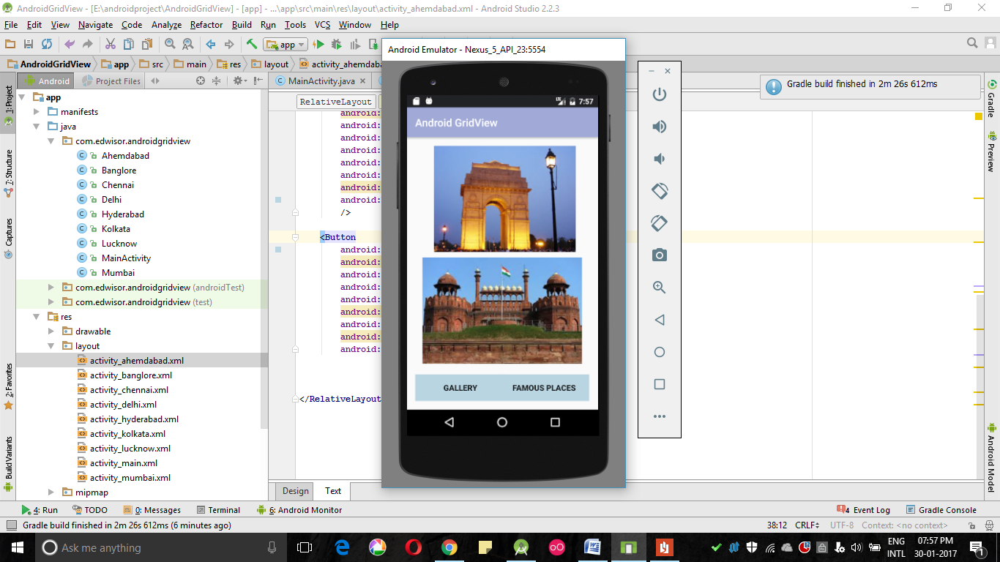 AndroidGridView - [E:\androidproject\AndroidGridView] - [app] - ...\app\src\main\res\layout\activity_ahemdabad.xml - Android Studio 2.2.3
File Edit View Navigate Code Analyze Refactor Build Run Tools VCS Window Help
app
AndroidGridView app src main res layout activity_ahemdaba
Android Project Files
MainActivity.java
1: Project
Z: Structure
Captures
2: Favorites
Build Variants
app
manifests
java
com.edwisor.androidgridview
Ahemdabad
Banglore
Chennai
Delhi
Hyderabad
Kolkata
Lucknow
MainActivity
Mumbai
com.edwisor.androidgridview (androidTest)
com.edwisor.androidgridview (test)
res
drawable
layout
activity_ahemdabad.xml
activity_banglore.xml
activity_chennai.xml
activity_delhi.xml
activity_hyderabad.xml
activity_kolkata.xml
activity_lucknow.xml
activity_main.xml
activity_mumbai.xml
mipmap
RelativeLayout
android:
android:
android:
android:
android:
android:
android:
android:
/>
<Button
android:
android:
android:
android:
android:
android:
android:
android:
android:
</RelativeLayout
Design Text
Android Emulator - Nexus_5_API_23:5554
7:57
Android GridView
GALLERY FAMOUS PLACES
Gradle build finished in 2m 26s 612ms
Gradle
Preview
Android Model
4: Run TODO 0: Messages Terminal 6: Android Monitor
4 Event Log Gradle Console
Gradle build finished in 2m 26s 612ms (6 minutes ago)
38:12 CRLF UTF-8 Context: <no context>
Ask me anything
ENG
INTL
07:57 PM
30-01-2017
1